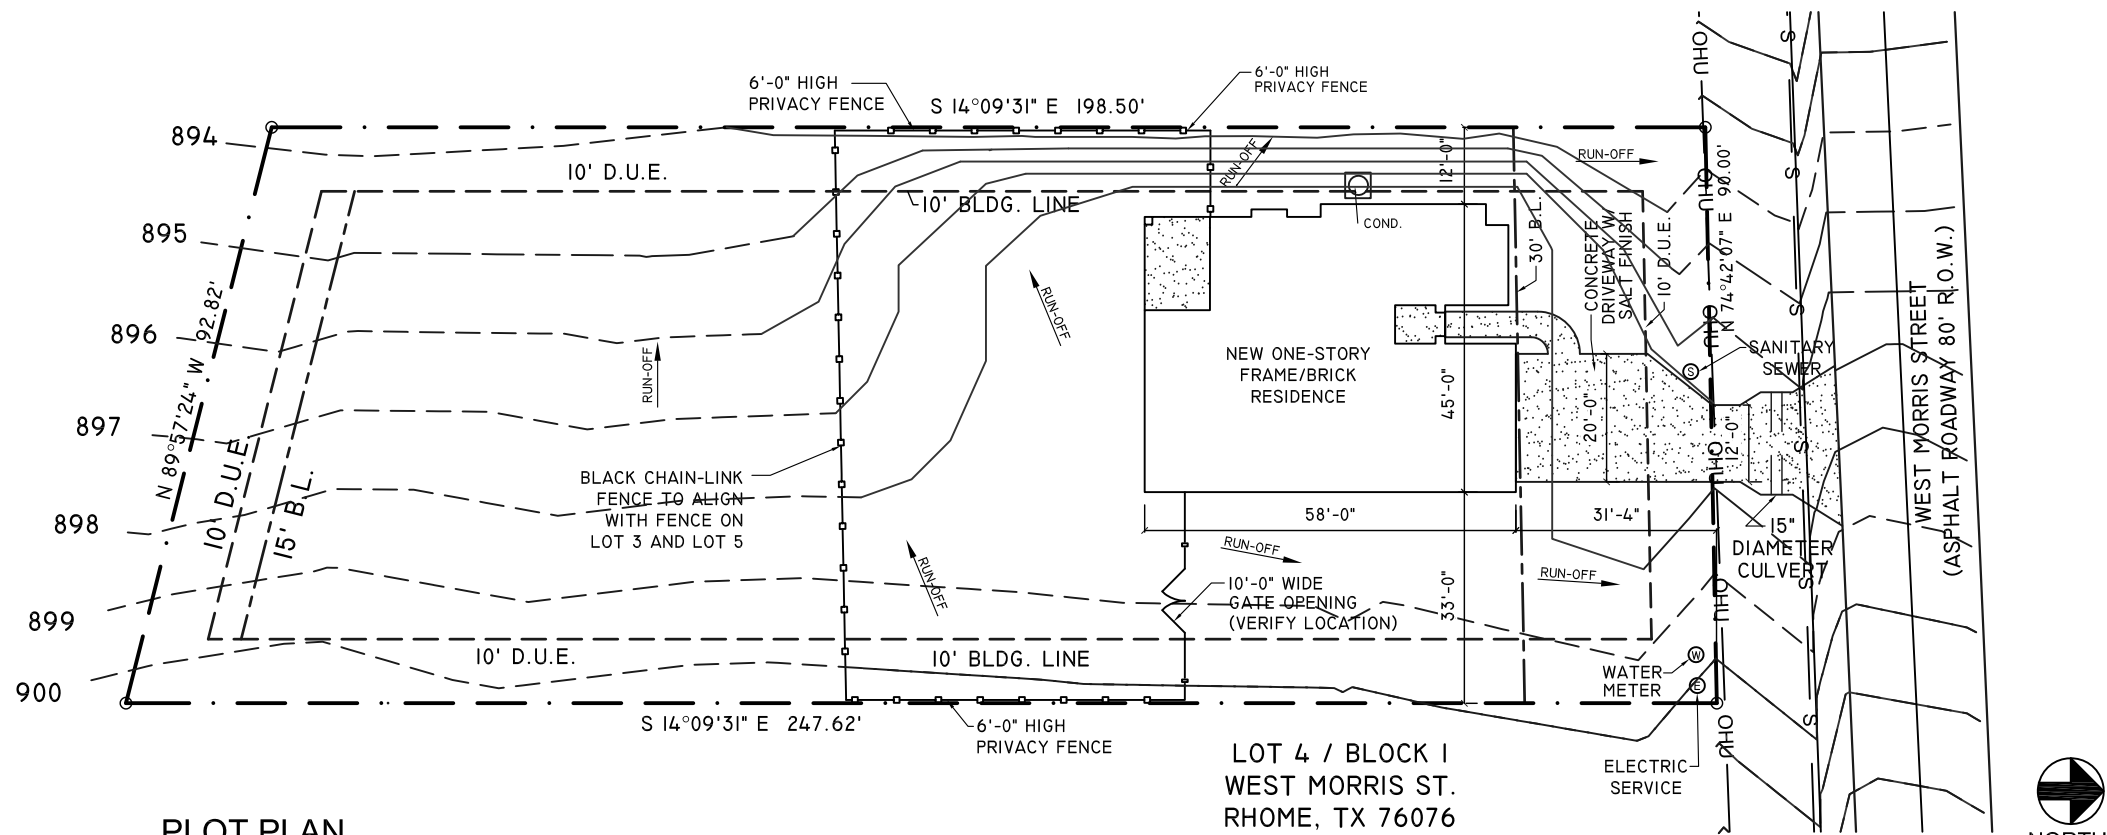 6'-0" HIGH
PRIVACY FENCE
S 14°09'31" E 198.50'
6'-0" HIGH
PRIVACY FENCE
OHU
S
894
10' D.U.E.
10' BLDG. LINE
RUN-OFF
12'-0"
RUN-OFF
COND.
OHU
N 74°42'07" E 90.00'
S
895
30' B.L.
CONCRETE
DRIVEWAY W
SALT FINISH
10' D.U.E.
896
N 89°57'24" W 92.82'
RUN-OFF
RUN-OFF
NEW ONE-STORY
FRAME/BRICK
RESIDENCE
OHU
S
SANITARY
SEWER
S
WEST MORRIS STREET
(ASPHALT ROADWAY 80' R.O.W.)
897
10' D.U.E
15' B.L.
45'-0"
20'-0"
12'-0"
OHU
S
BLACK CHAIN-LINK
FENCE TO ALIGN
WITH FENCE ON
LOT 3 AND LOT 5
898
58'-0"
31'-4"
15"
DIAMETER
CULVERT
S
RUN-OFF
RUN-OFF
RUN-OFF
10'-0" WIDE
GATE OPENING
(VERIFY LOCATION)
33'-0"
OHU
899
10' D.U.E.
10' BLDG. LINE
W
WATER
METER
E
900
S 14°09'31" E 247.62'
6'-0" HIGH
PRIVACY FENCE
OHU
S
ELECTRIC
SERVICE
LOT 4 / BLOCK 1
WEST MORRIS ST.
RHOME, TX 76076
PLOT PLAN
NORTH